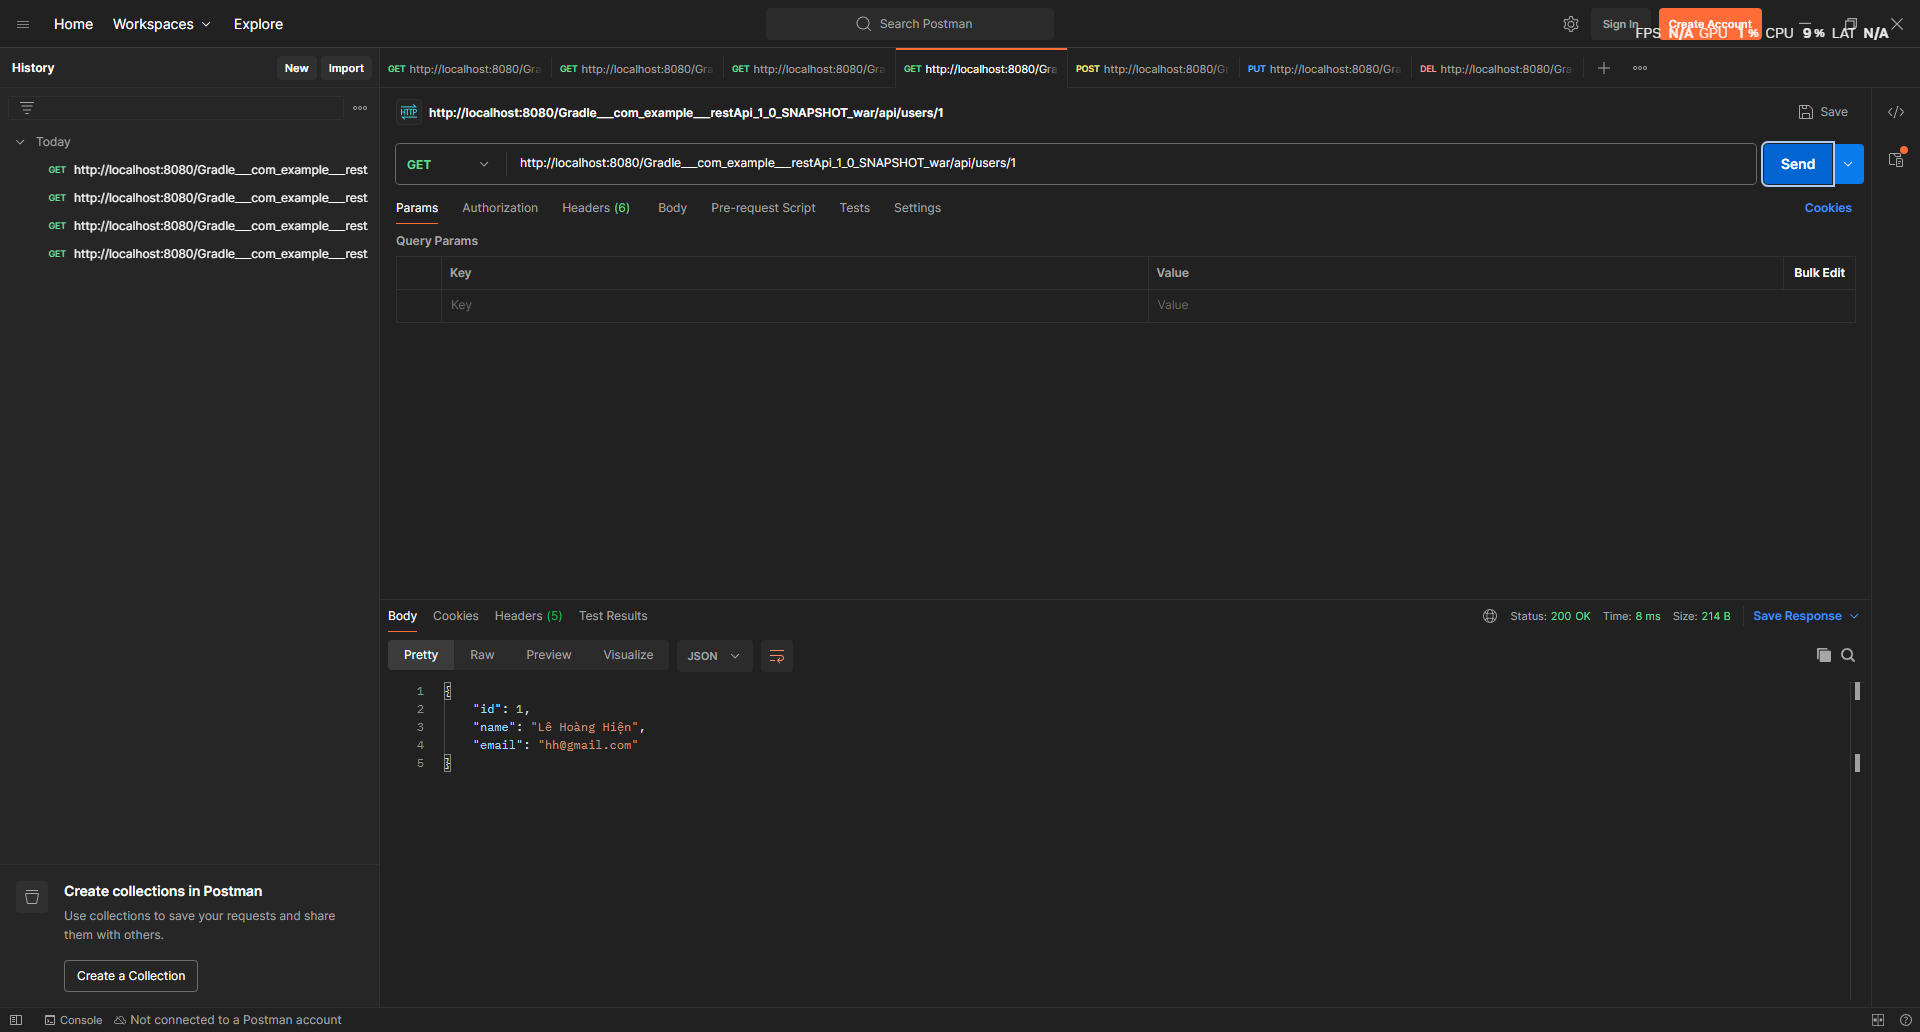 Home Workspaces Explore Search Postman Sign In Create Account
FPS N/A GPU 1% CPU 9% LAT N/A
History New Import
GET http://localhost:8080/Gra GET http://localhost:8080/Gra GET http://localhost:8080/Gra GET http://localhost:8080/Gra POST http://localhost:8080/Gr PUT http://localhost:8080/Gra DEL http://localhost:8080/Gra
HTTP http://localhost:8080/Gradle___com_example___restApi_1_0_SNAPSHOT_war/api/users/1 Save
Today
GET http://localhost:8080/Gradle___com_example___rest
GET http://localhost:8080/Gradle___com_example___rest
GET http://localhost:8080/Gradle___com_example___rest
GET http://localhost:8080/Gradle___com_example___rest
GET http://localhost:8080/Gradle___com_example___restApi_1_0_SNAPSHOT_war/api/users/1 Send
Params Authorization Headers (6) Body Pre-request Script Tests Settings Cookies
Query Params
Key Value Bulk Edit
Key Value
Body Cookies Headers (5) Test Results Status: 200 OK Time: 8 ms Size: 214 B Save Response
Pretty Raw Preview Visualize JSON
1 {
2 "id": 1,
3 "name": "Lê Hoàng Hiện",
4 "email": "hh@gmail.com"
5 }
Create collections in Postman
Use collections to save your requests and share
them with others.
Create a Collection
Console Not connected to a Postman account